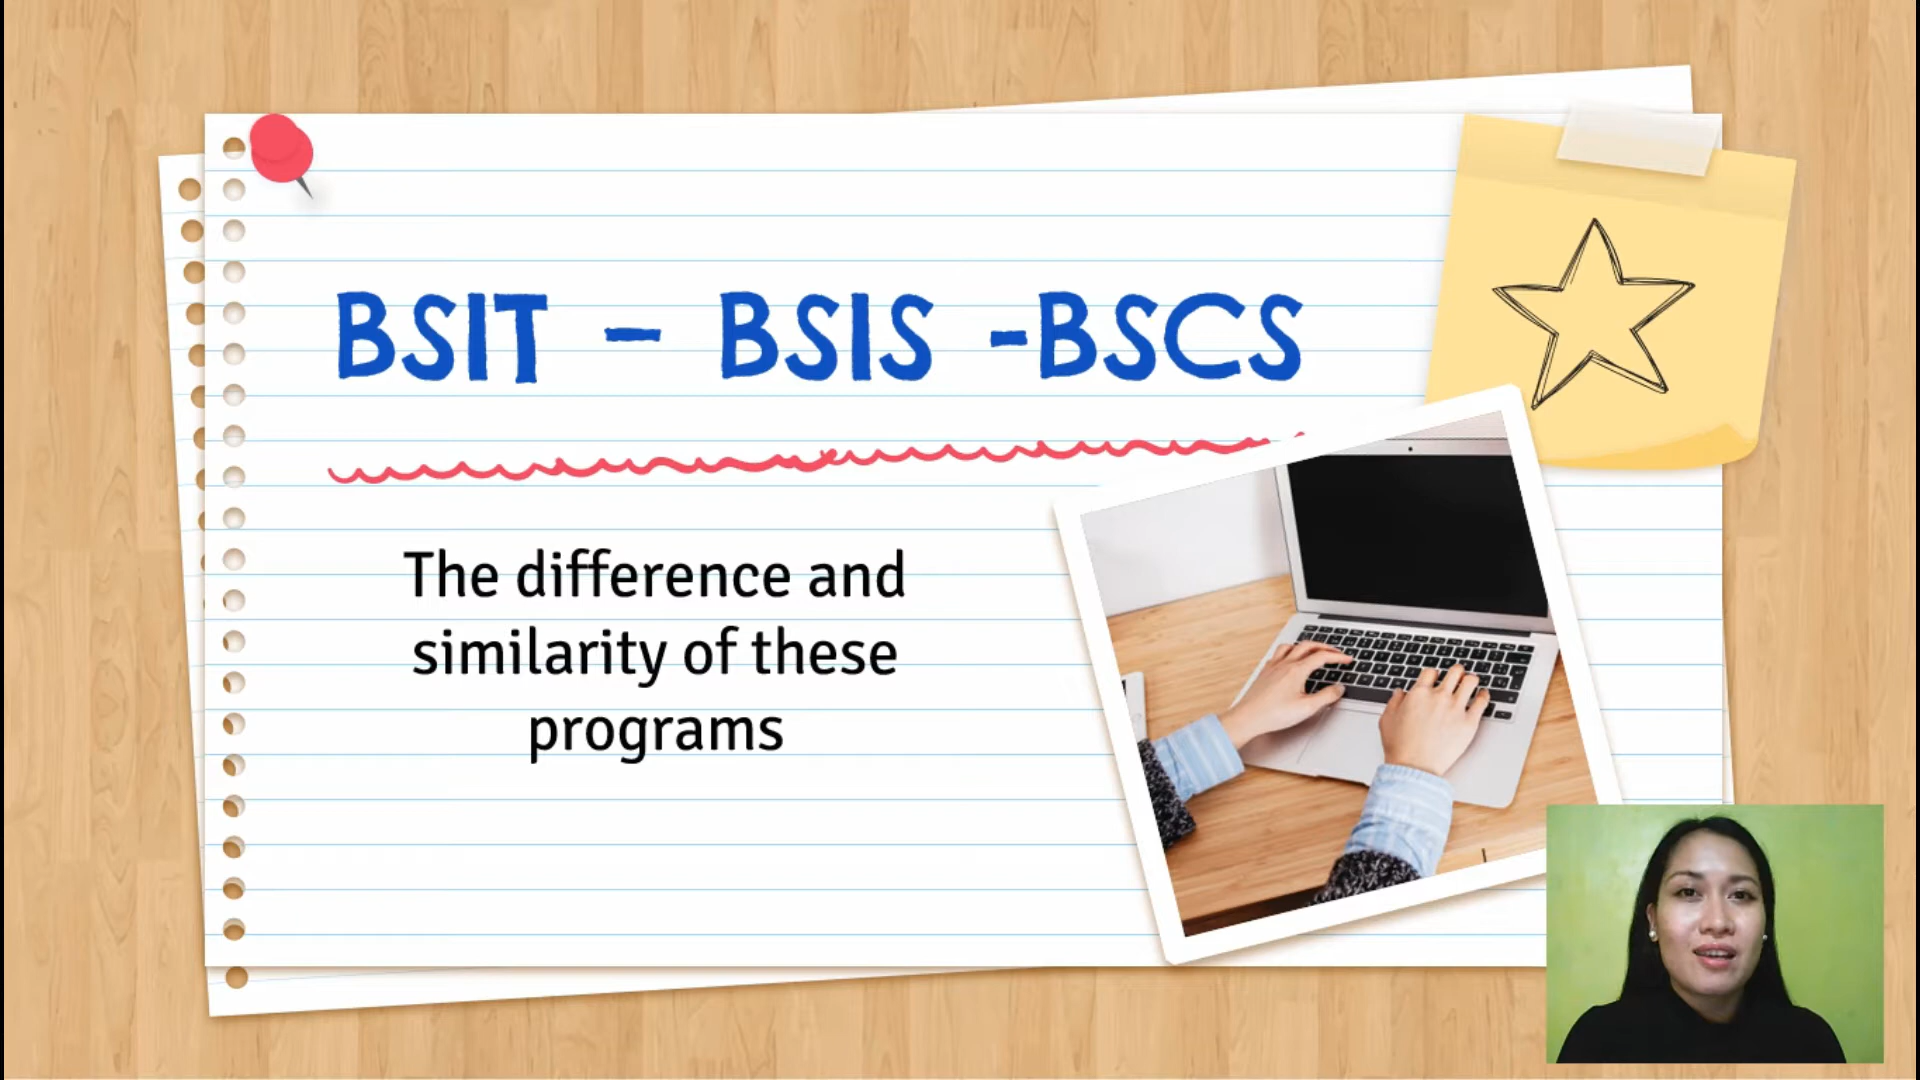 BSIT – BSIS -BSCS
The difference and
similarity of these
programs